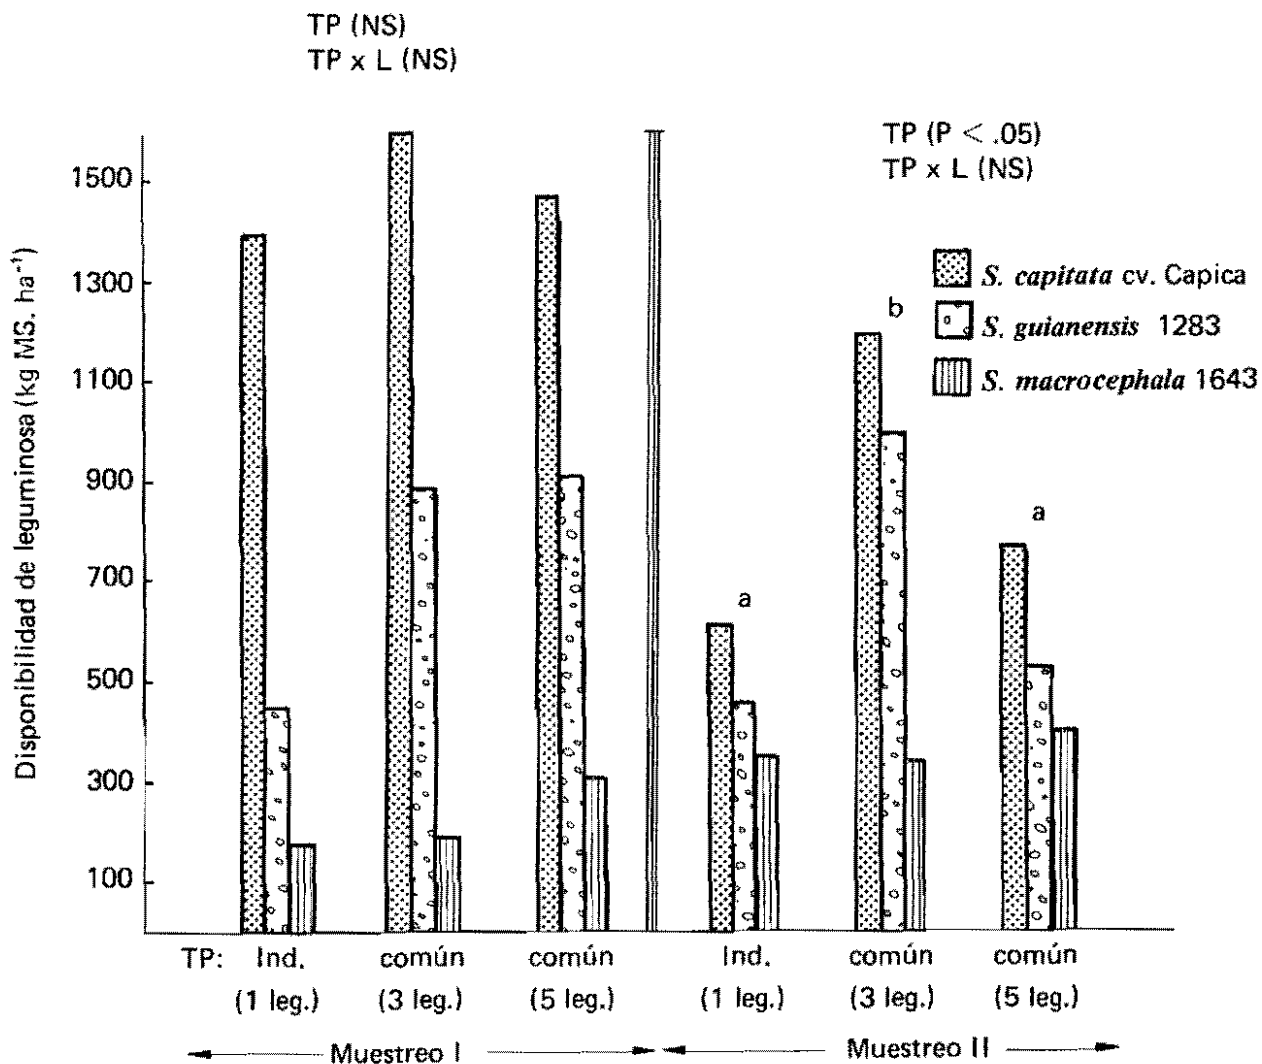 TP (NS)
TP x L (NS)
TP (P < .05)
TP x L (NS)
S. capitata cv. Capica
S. guianensis 1283
S. macrocephala 1643
Disponibilidad de leguminosa (kg MS. ha⁻¹)
1500
1300
1100
900
700
500
300
100
a
b
a
TP: Ind. común común Ind. común común
(1 leg.) (3 leg.) (5 leg.) (1 leg.) (3 leg.) (5 leg.)
Muestreo I Muestreo II